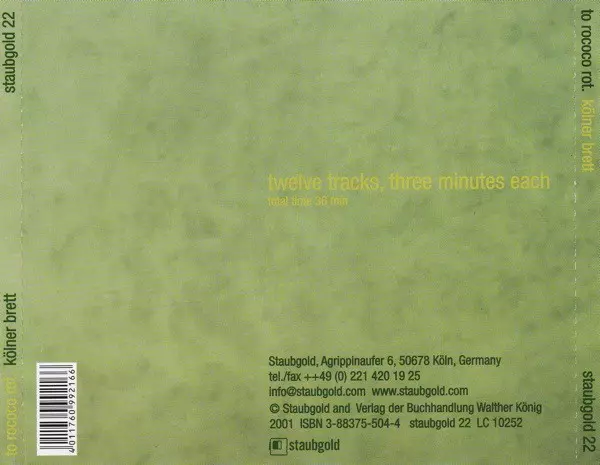 staubgold 22
to rococo rot kölner brett
to rococo rot. kölner brett
staubgold 22
twelve tracks, three minutes each
total time 36 min
Staubgold, Agrippinaufer 6, 50678 Köln, Germany
tel./fax ++49 (0) 221 420 19 25
info@staubgold.com www.staubgold.com
© Staubgold and Verlag der Buchhandlung Walther König
2001 ISBN 3-88375-504-4 staubgold 22 LC 10252
staubgold
4011760992166